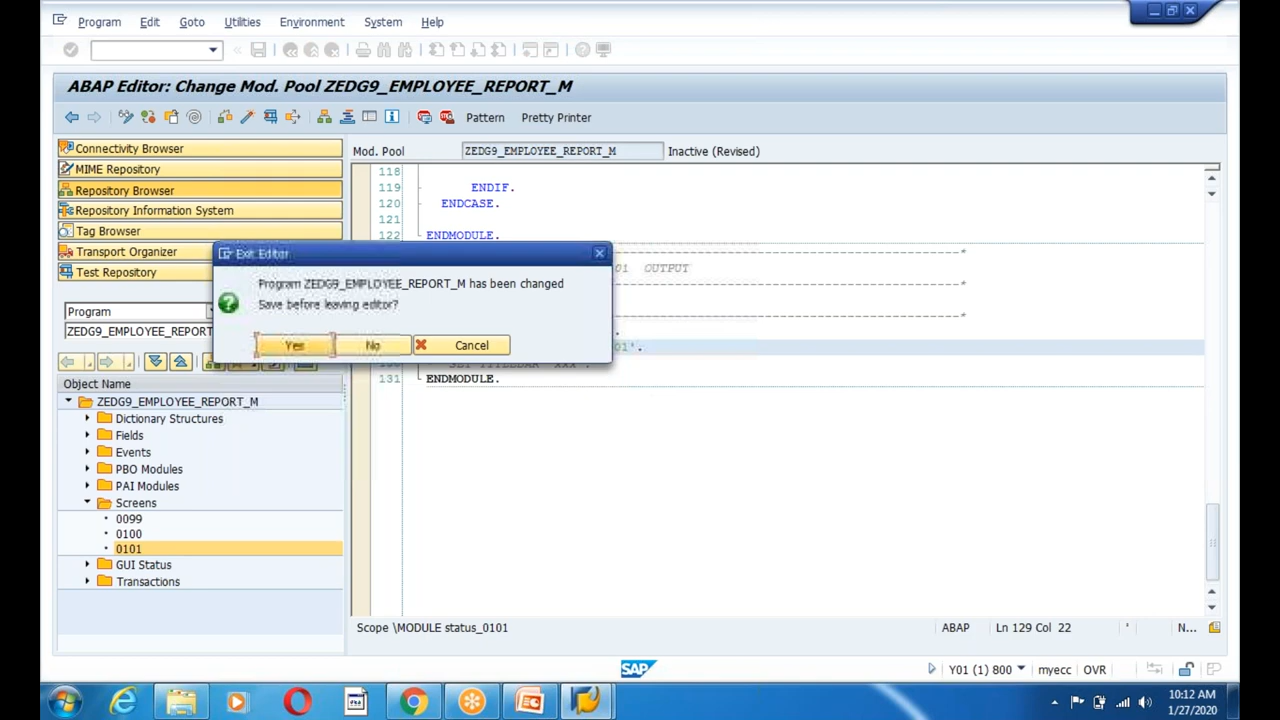 Program Edit Goto Utilities Environment System Help
ABAP Editor: Change Mod. Pool ZEDG9_EMPLOYEE_REPORT_M
Pattern Pretty Printer
Connectivity Browser
MIME Repository
Repository Browser
Repository Information System
Tag Browser
Transport Organizer
Test Repository
Program
ZEDG9_EMPLOYEE_REPORT
Object Name
ZEDG9_EMPLOYEE_REPORT_M
Dictionary Structures
Fields
Events
PBO Modules
PAI Modules
Screens
0099
0100
0101
GUI Status
Transactions
Mod. Pool ZEDG9_EMPLOYEE_REPORT_M Inactive (Revised)
118
119 ENDIF.
120 ENDCASE.
121
122 ENDMODULE.
01 OUTPUT
01'.
131 ENDMODULE.
Exit Editor
Program ZEDG9_EMPLOYEE_REPORT_M has been changed
Save before leaving editor?
Yes No Cancel
Scope \MODULE status_0101 ABAP Ln 129 Col 22 N...
SAP Y01 (1) 800 myecc OVR
10:12 AM
1/27/2020